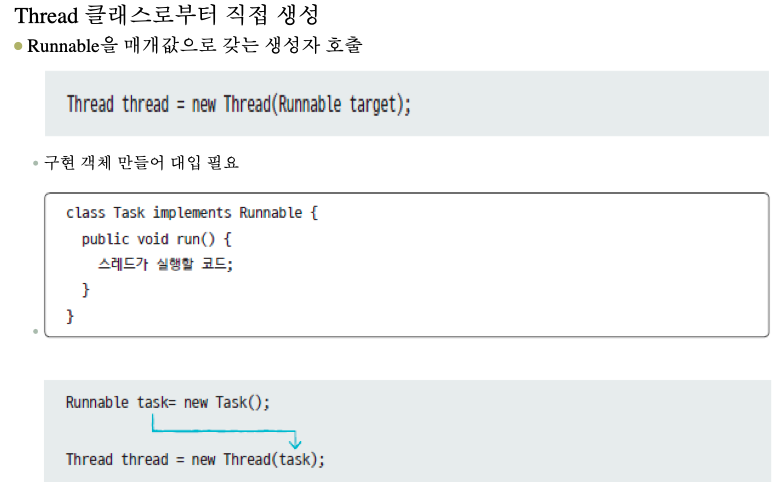 Thread 클래스로부터 직접 생성
Runnable을 매개값으로 갖는 생성자 호출
Thread thread = new Thread(Runnable target);
구현 객체 만들어 대입 필요
class Task implements Runnable {
public void run() {
스레드가 실행할 코드;
}
}
Runnable task= new Task();
Thread thread = new Thread(task);